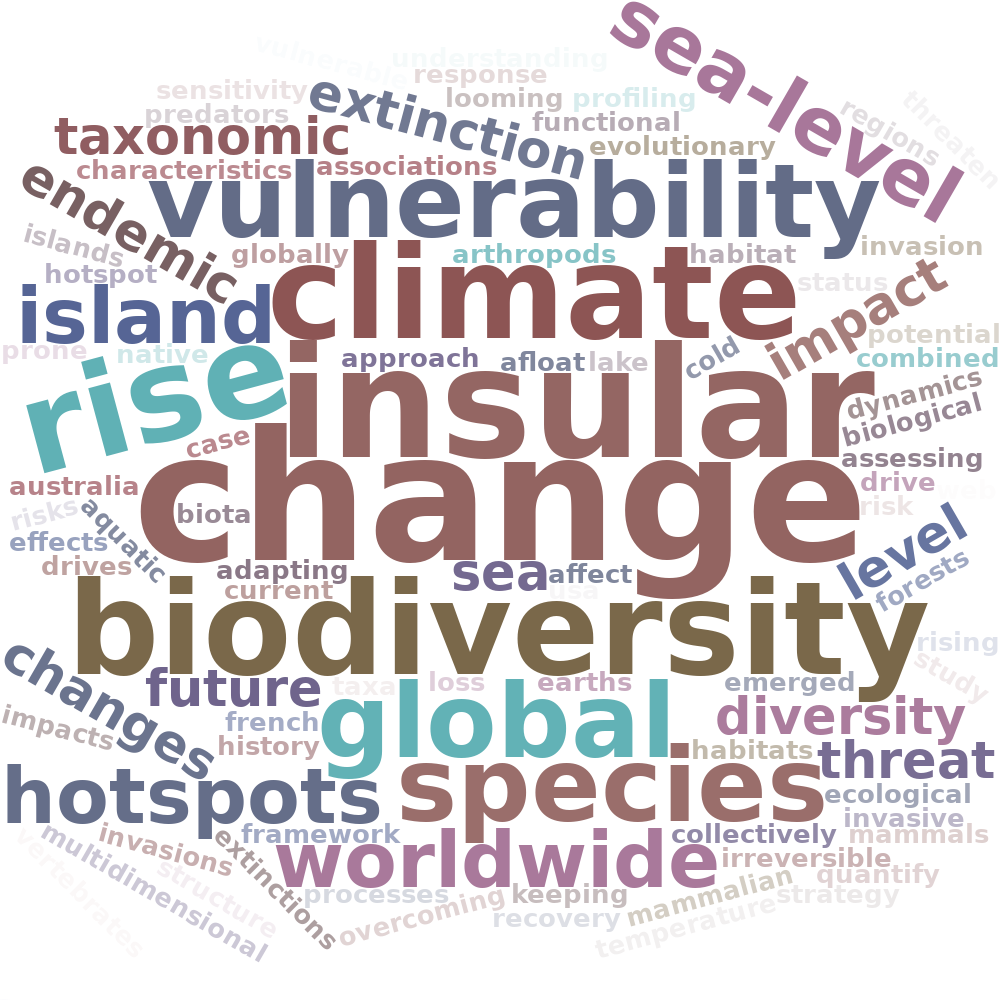 sea-level
vulnerable
understanding
response
sensitivity
extinction
looming
profiling
predators
functional
regions
threaten
taxonomic
evolutionary
characteristics
associations
vulnerability
endemic
islands
globally
arthropods
habitat
invasion
hotspot
climate
status
impact
island
potential
prone
native
rise
approach
afloat
lake
cold
combined
insular
dynamics
biological
case
change
assessing
australia
drive
web
risks
biota
aquatic
risk
effects
level
drives
adapting
sea
affect
forests
current
usa
biodiversity
rising
changes
study
future
taxa
loss
earths
emerged
global
impacts
french
diversity
history
habitats
threat
species
hotspots
ecological
invasive
framework
worldwide
collectively
mammals
invasions
extinctions
multidimensional
vertebrates
structure
irreversible
quantify
processes
keeping
mammalian
strategy
overcoming
recovery
temperature